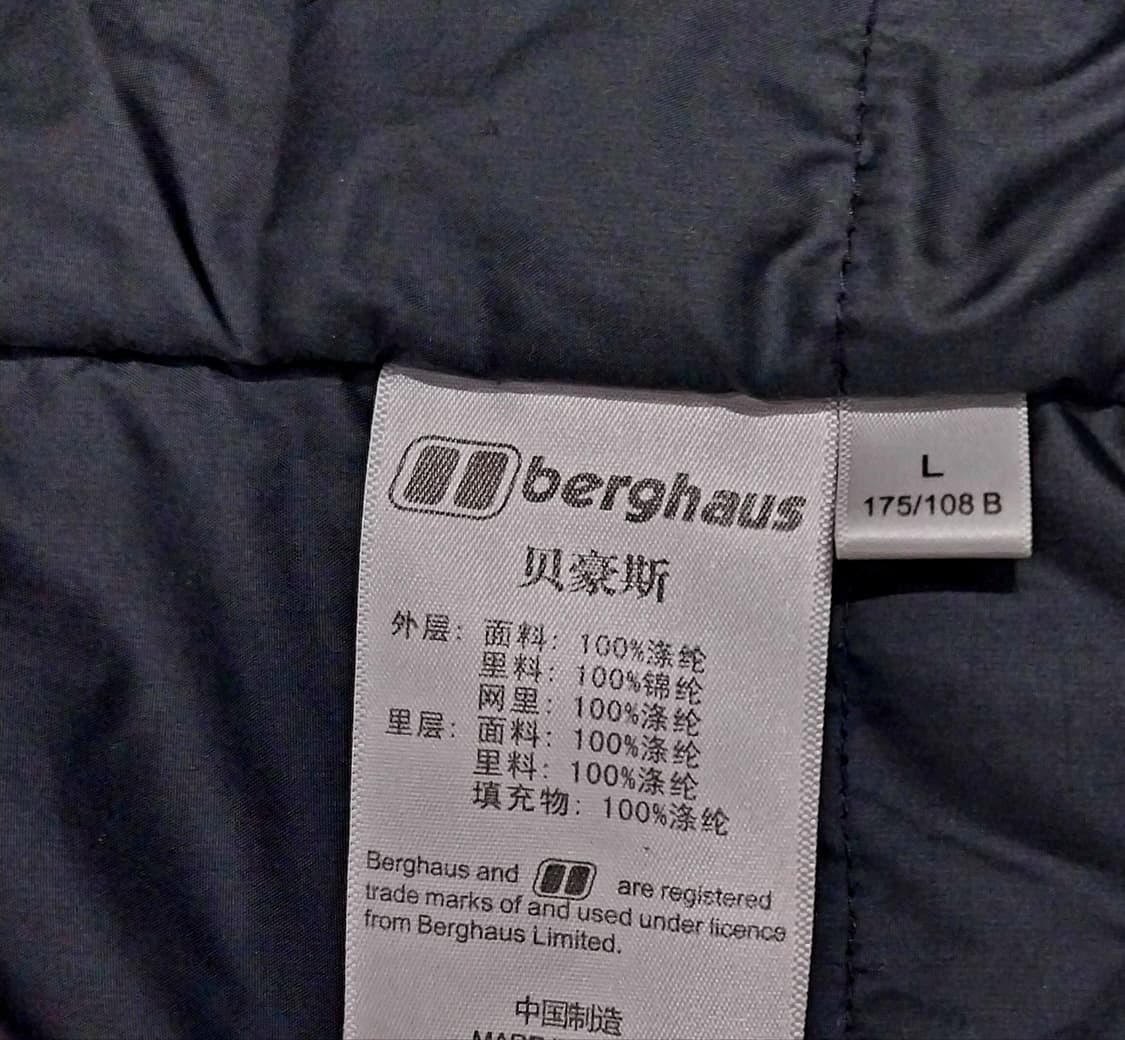 berghaus
贝豪斯
外层: 面料: 100%涤纶
里料: 100%锦纶
网里: 100%涤纶
里层: 面料: 100%涤纶
里料: 100%涤纶
填充物: 100%涤纶
Berghaus and are registered
trade marks of and used under licence
from Berghaus Limited.
中国制造
L
175/108 B